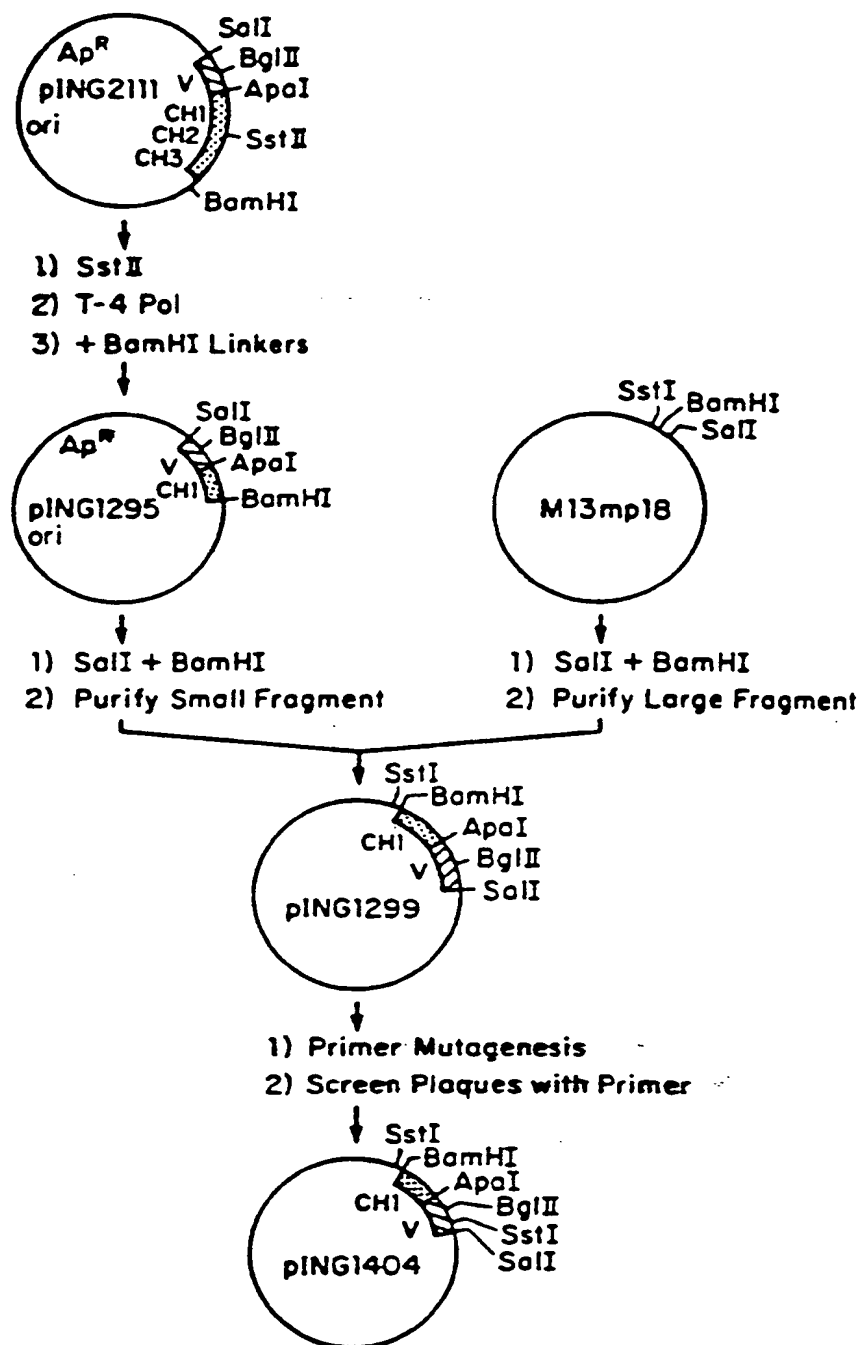 SalI
Ap^R
BglII
pING2111
V
ApaI
ori
CH1
CH2
SstII
CH3
BamHI
1) SstII
2) T-4 Pol
3) + BamHI Linkers
SalI
Ap^R
BglII
V
ApaI
CH1
BamHI
pING1295
ori
SstI
BamHI
SalI
M13mp18
1) SalI + BamHI
2) Purify Small Fragment
1) SalI + BamHI
2) Purify Large Fragment
SstI
BamHI
CH1
ApaI
V
BglII
SalI
pING1299
1) Primer Mutagenesis
2) Screen Plaques with Primer
SstI
BamHI
ApaI
CH1
BglII
V
SstI
SalI
pING1404